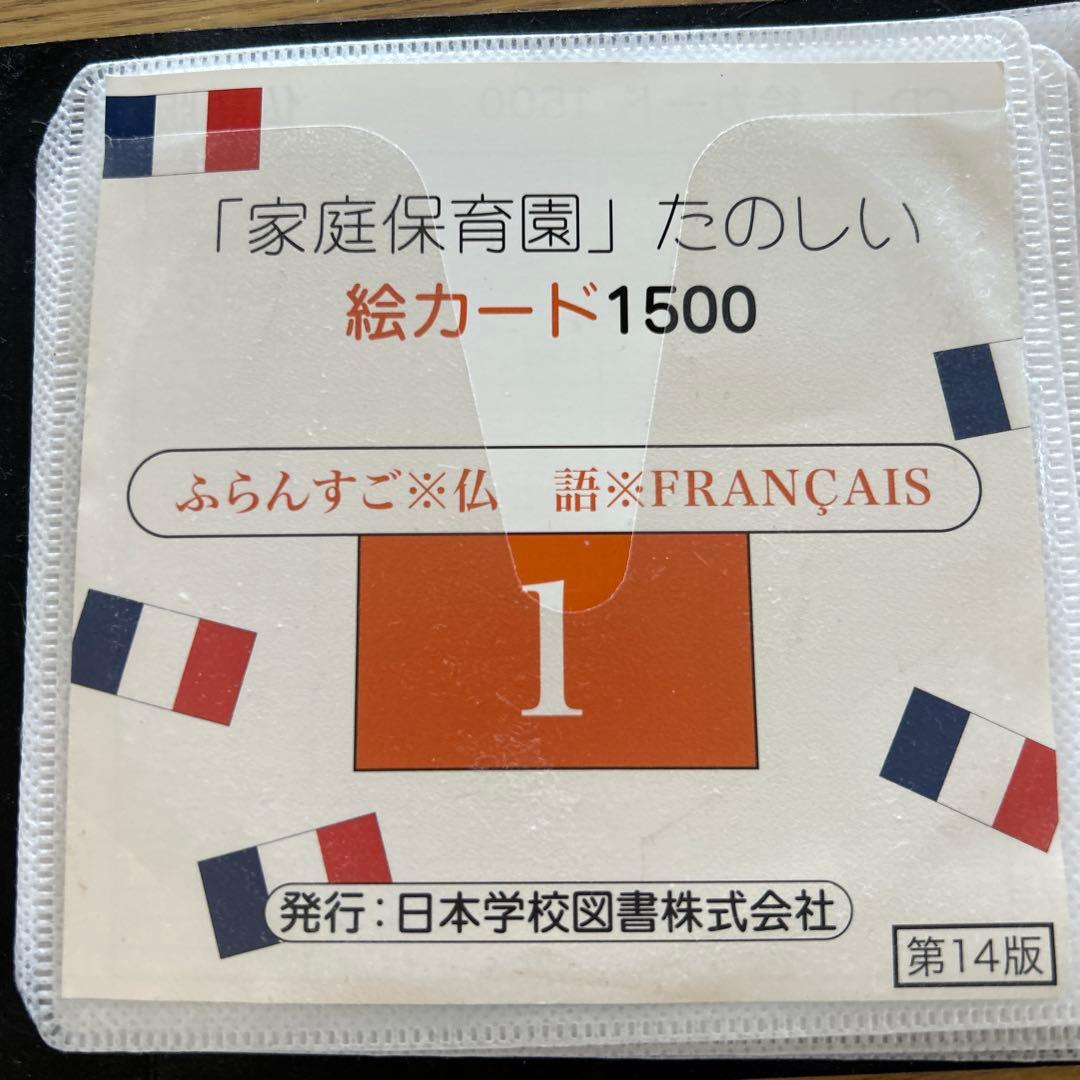 「家庭保育園」たのしい
絵カード1500
ふらんすご※仏　語※FRANÇAIS
1
発行：日本学校図書株式会社
第14版